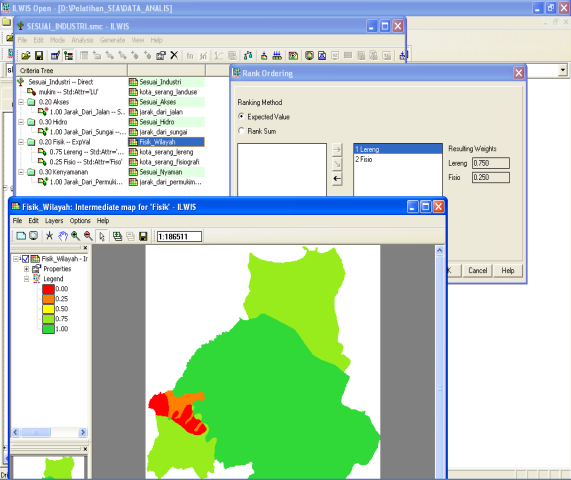 ILWIS Open - [D:\Pelatihan_SEA\DATA_ANALIS]
SESUAI_INDUSTRI.smc - ILWIS
File Edit Mode Analysis Generate View Help
Criteria Tree
Sesuai_Industri -- Direct Sesuai_Industri
mukim -- Std:Attr='LU' kota_serang_landuse
0.20 Akses Sesuai_Akses
1.00 Jarak_Dari_Jalan -- S... jarak_dari_jalan
0.30 Hidro Sesuai_Hidro
1.00 Jarak_Dari_Sungai --... jarak_dari_sungai
0.20 Fisik -- ExpVal Fisik_Wilayah
0.75 Lereng -- Std:Attr='... kota_serang_lereng
0.25 Fisio -- Std:Attr='Fisio' kota_serang_fisiografi
0.30 Kenyamanan Sesuai_Nyaman
1.00 Jarak_Dari_Permuki... jarak_dari_permukim...
Rank Ordering
Ranking Method
Expected Value
Rank Sum
1 Lereng
2 Fisio
Resulting Weights
Lereng 0.750
Fisio 0.250
Cancel Help
Fisik_Wilayah: Intermediate map for 'Fisik' - ILWIS
File Edit Layers Options Help
1:186511
Fisik_Wilayah - Ir
Properties
Legend
0.00
0.25
0.50
0.75
1.00